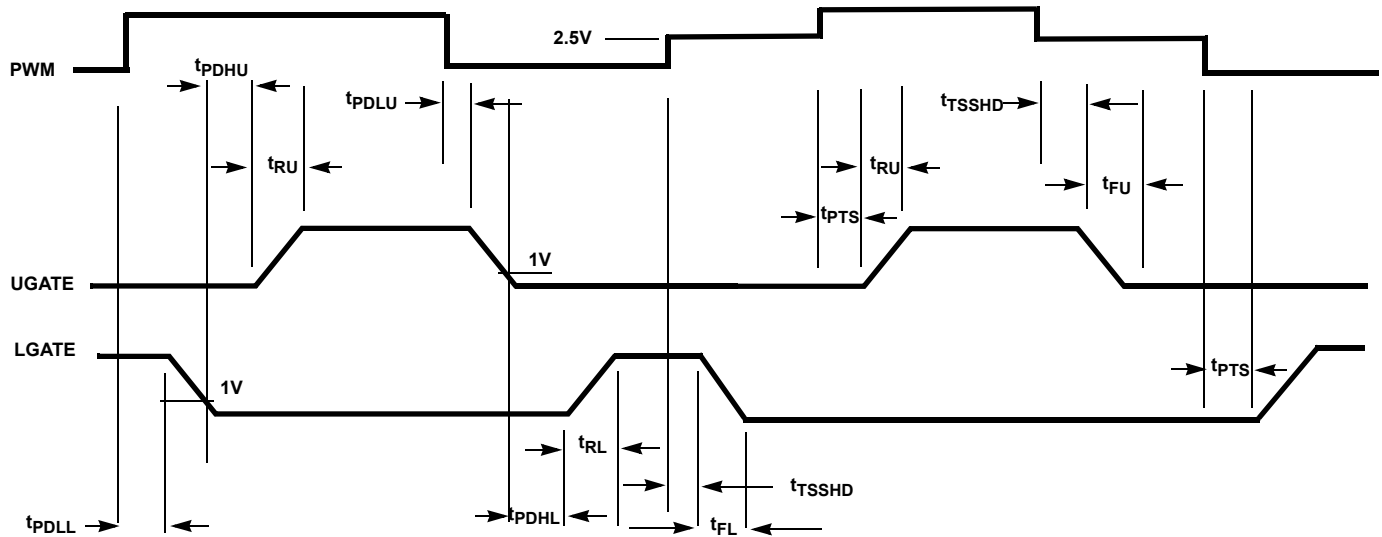 2.5V
PWM
tPDHU
tPDLU
tTSSHD
tRU
tRU
tFU
tPTS
1V
UGATE
LGATE
tPTS
1V
tRL
tTSSHD
tPDLL
tPDHL
tFL